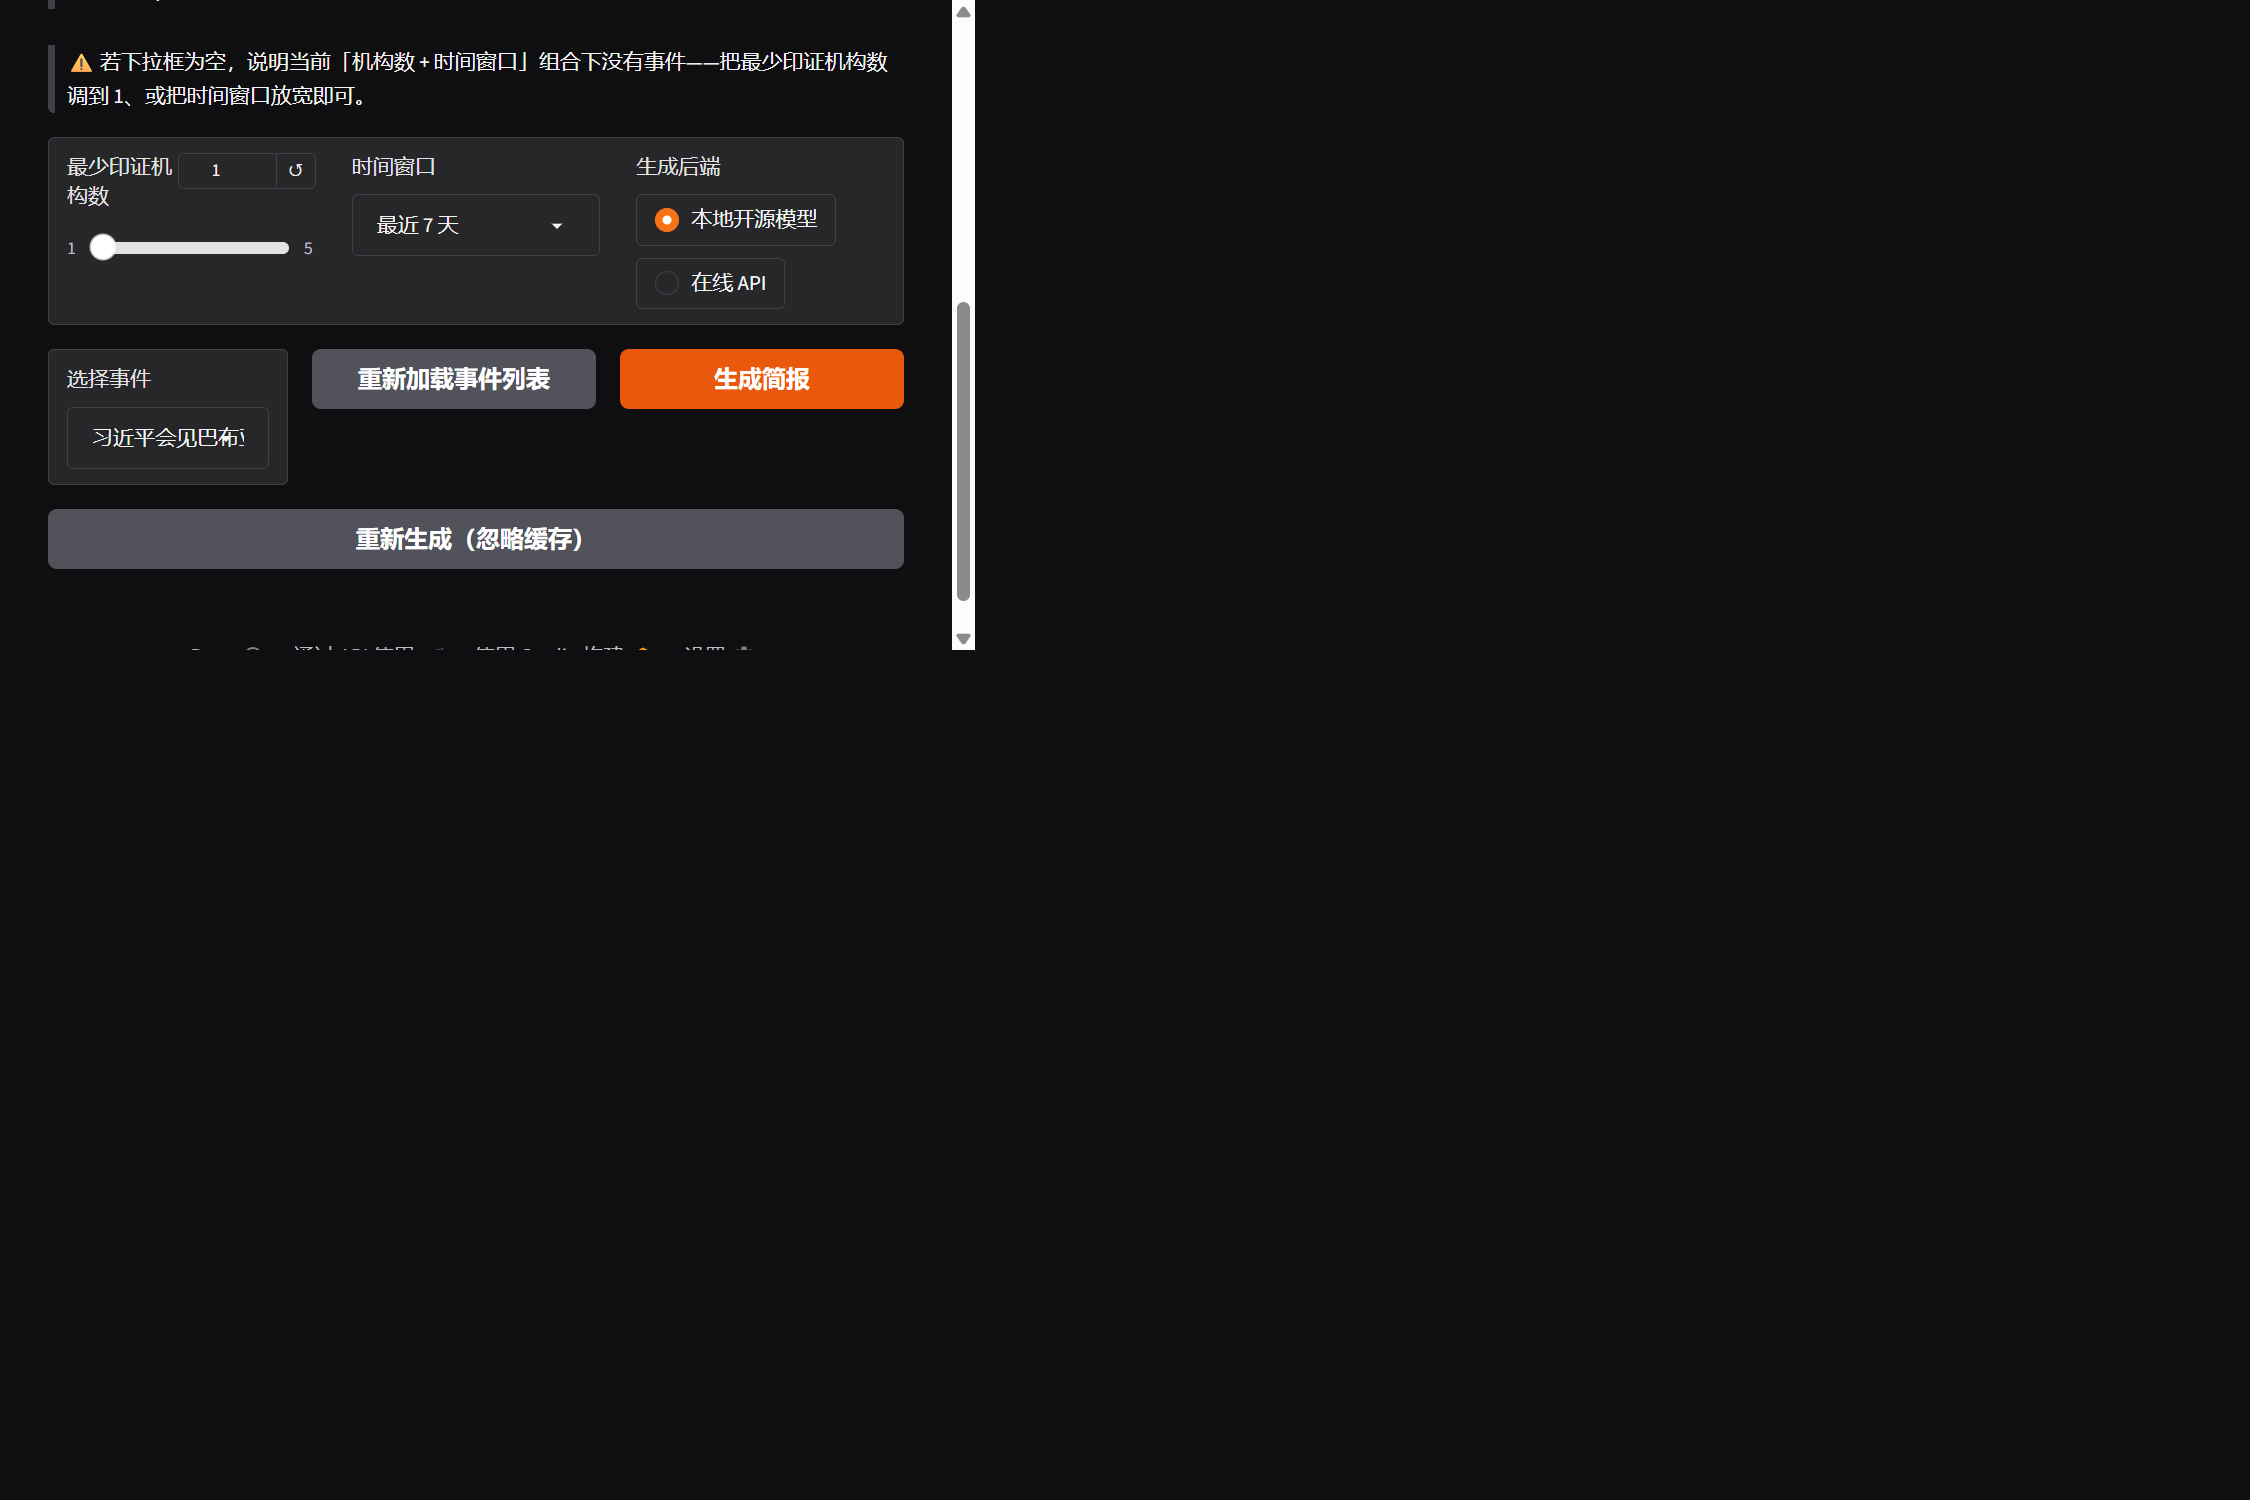 ⚠️ 若下拉框为空，说明当前「机构数 + 时间窗口」组合下没有事件——把最少印证机构数
调到 1、或把时间窗口放宽即可。
最少印证机
构数
1
↺
1
5
时间窗口
最近 7 天
生成后端
本地开源模型
在线 API
选择事件
习近平会见巴布
重新加载事件列表
生成简报
重新生成（忽略缓存）